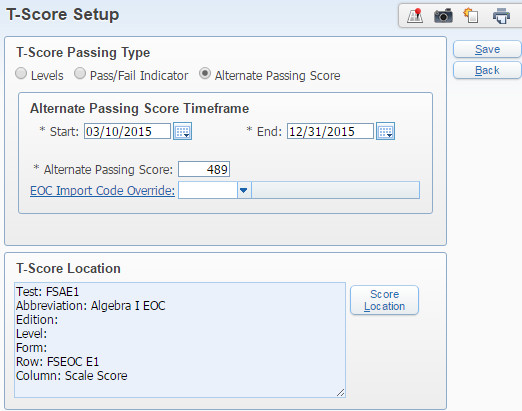 T-Score Setup
T-Score Passing Type
Save
Levels Pass/Fail Indicator Alternate Passing Score
Back
Alternate Passing Score Timeframe
* Start: 03/10/2015 * End: 12/31/2015
* Alternate Passing Score: 489
EOC Import Code Override:
T-Score Location
Test: FSAE1
Abbreviation: Algebra I EOC
Edition:
Level:
Form:
Row: FSEOC E1
Column: Scale Score
Score
Location